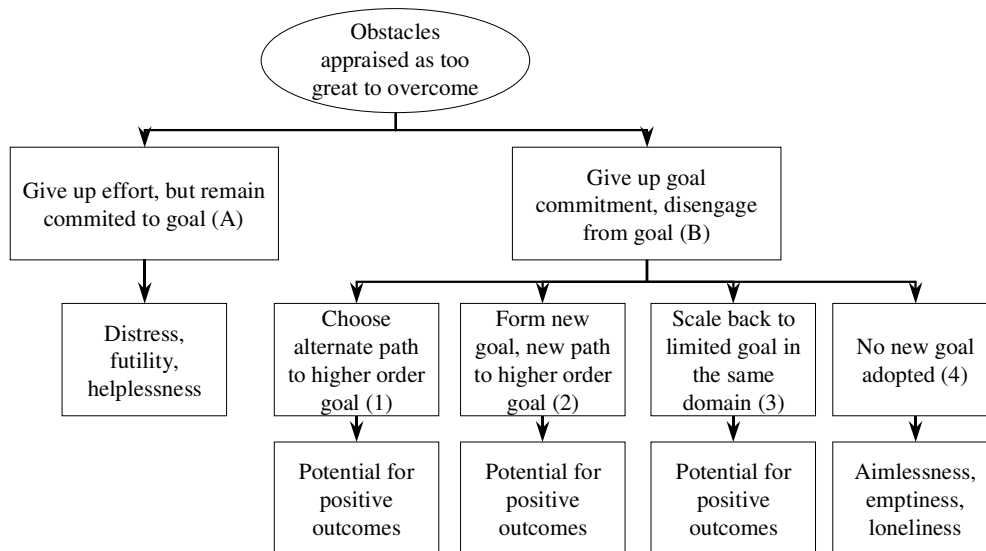 Obstacles
appraised as too
great to overcome
Give up effort, but remain
commited to goal (A)
Give up goal
commitment, disengage
from goal (B)
Distress,
futility,
helplessness
Choose
alternate path
to higher order
goal (1)
Form new
goal, new path
to higher order
goal (2)
Scale back to
limited goal in
the same
domain (3)
No new goal
adopted (4)
Potential for
positive
outcomes
Potential for
positive
outcomes
Potential for
positive
outcomes
Aimlessness,
emptiness,
loneliness